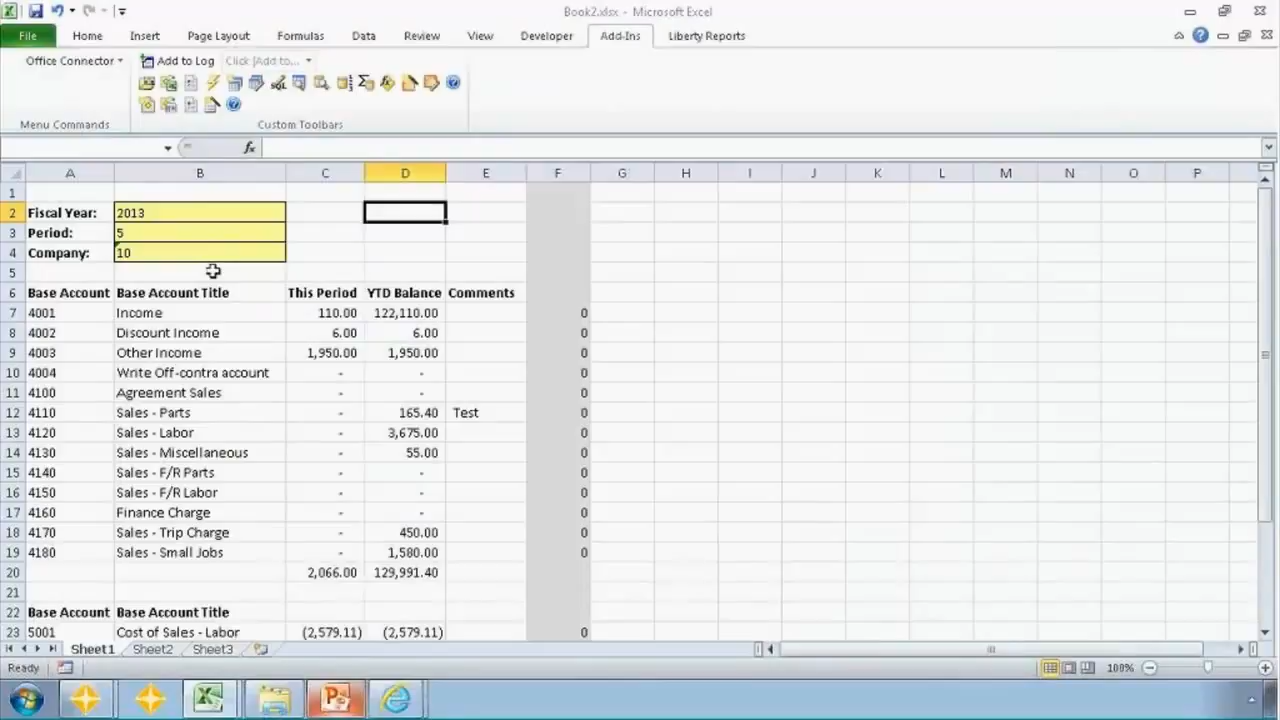 Book2.xlsx - Microsoft Excel
File Home Insert Page Layout Formulas Data Review View Developer Add-Ins Liberty Reports
Office Connector Add to Log Click [Add to...
SQL
Menu Commands Custom Toolbars
fx
A B C D E F G H I J K L M N O P
1
2 Fiscal Year: 2013
3 Period: 5
4 Company: 10
5
6 Base Account Base Account Title This Period YTD Balance Comments
7 4001 Income 110.00 122,110.00 0
8 4002 Discount Income 6.00 6.00 0
9 4003 Other Income 1,950.00 1,950.00 0
10 4004 Write Off-contra account - - 0
11 4100 Agreement Sales - - 0
12 4110 Sales - Parts - 165.40 Test 0
13 4120 Sales - Labor - 3,675.00 0
14 4130 Sales - Miscellaneous - 55.00 0
15 4140 Sales - F/R Parts - - 0
16 4150 Sales - F/R Labor - - 0
17 4160 Finance Charge - - 0
18 4170 Sales - Trip Charge - 450.00 0
19 4180 Sales - Small Jobs - 1,580.00 0
20 2,066.00 129,991.40
21
22 Base Account Base Account Title
23 5001 Cost of Sales - Labor (2,579.11) (2,579.11) 0
Sheet1 Sheet2 Sheet3
Ready 100%